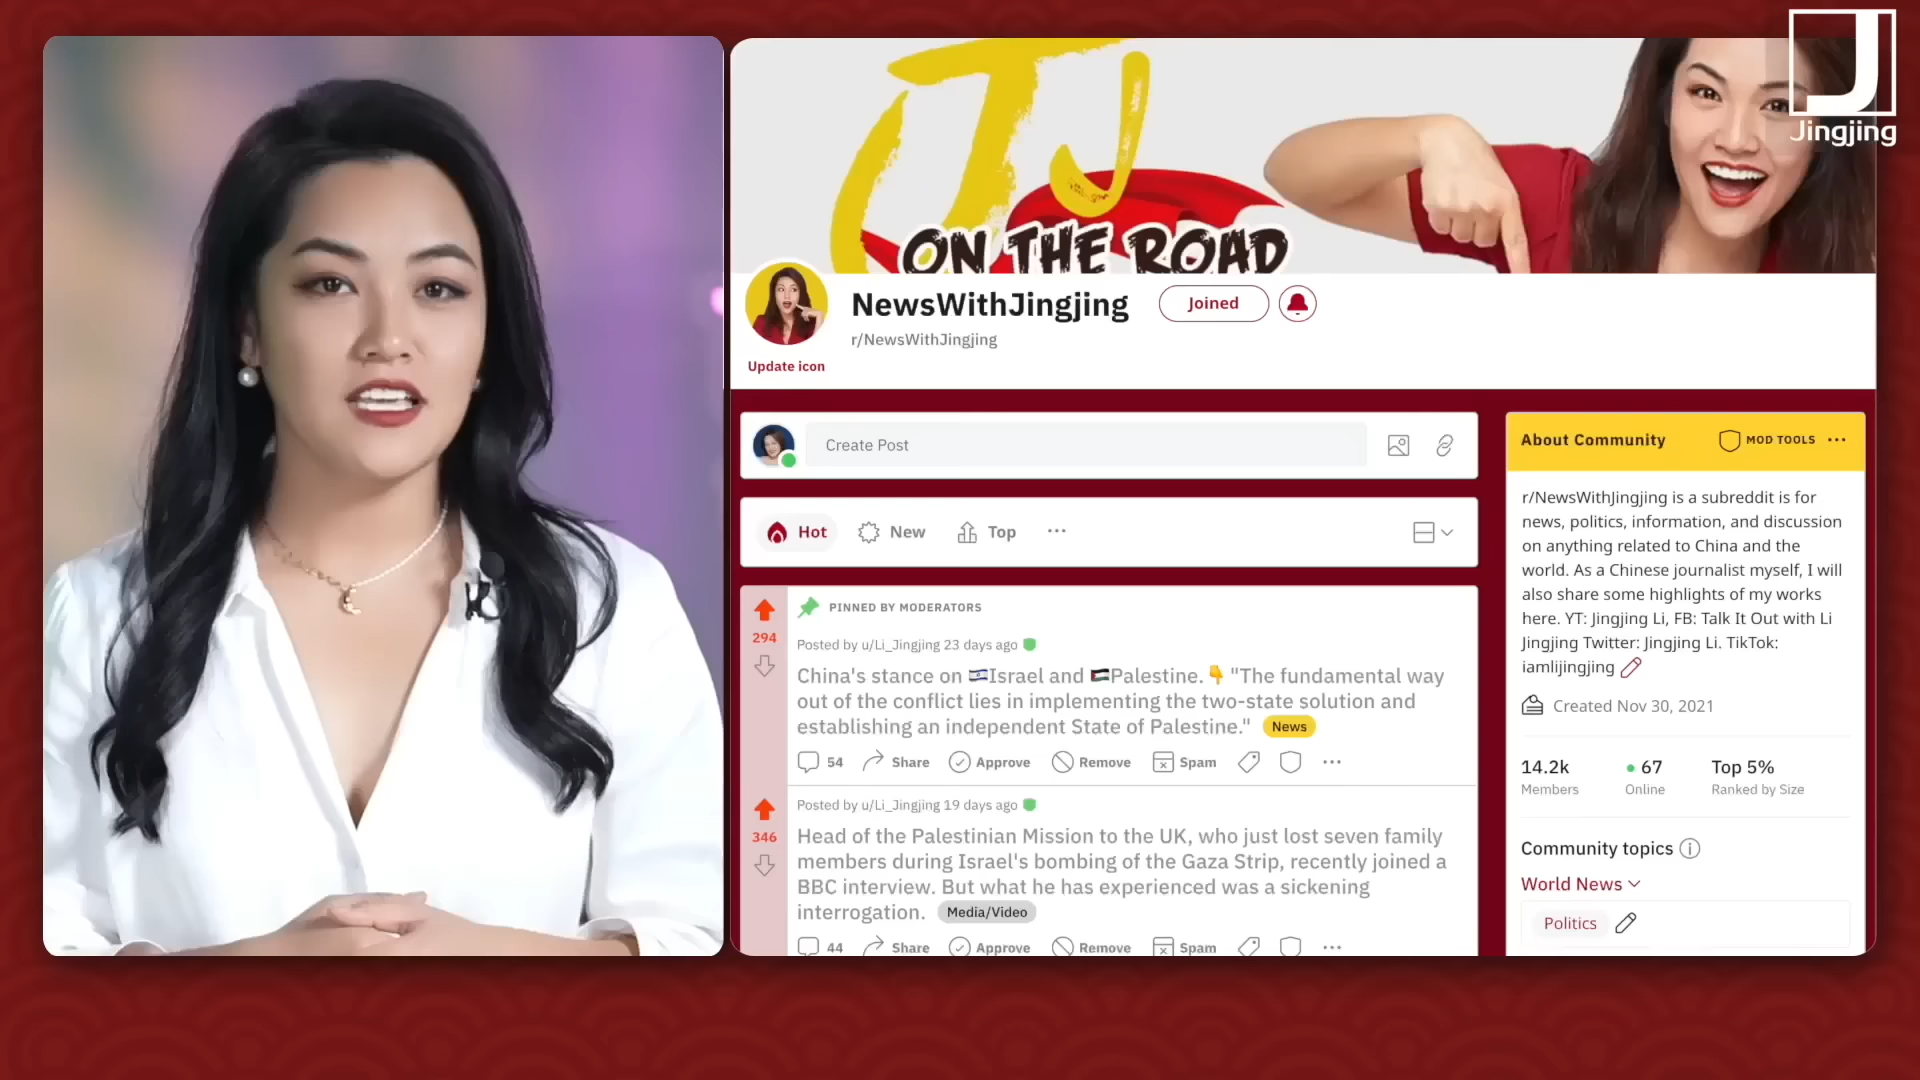 J
Jingjing
JJ
ON THE ROAD
NewsWithJingjing
Joined
r/NewsWithJingjing
Update icon
Create Post
Hot
New
Top
PINNED BY MODERATORS
294
Posted by u/Li_Jingjing 23 days ago
China's stance on 🇮🇱Israel and 🇵🇸Palestine.👇"The fundamental way
out of the conflict lies in implementing the two-state solution and
establishing an independent State of Palestine." News
54 Share Approve Remove Spam
Posted by u/Li_Jingjing 19 days ago
346
Head of the Palestinian Mission to the UK, who just lost seven family
members during Israel's bombing of the Gaza Strip, recently joined a
BBC interview. But what he has experienced was a sickening
interrogation. Media/Video
44 Share Approve Remove Spam
About Community
MOD TOOLS
r/NewsWithJingjing is a subreddit is for
news, politics, information, and discussion
on anything related to China and the
world. As a Chinese journalist myself, I will
also share some highlights of my works
here. YT: Jingjing Li, FB: Talk It Out with Li
Jingjing Twitter: Jingjing Li. TikTok:
iamlijingjing
Created Nov 30, 2021
14.2k 67 Top 5%
Members Online Ranked by Size
Community topics
World News
Politics